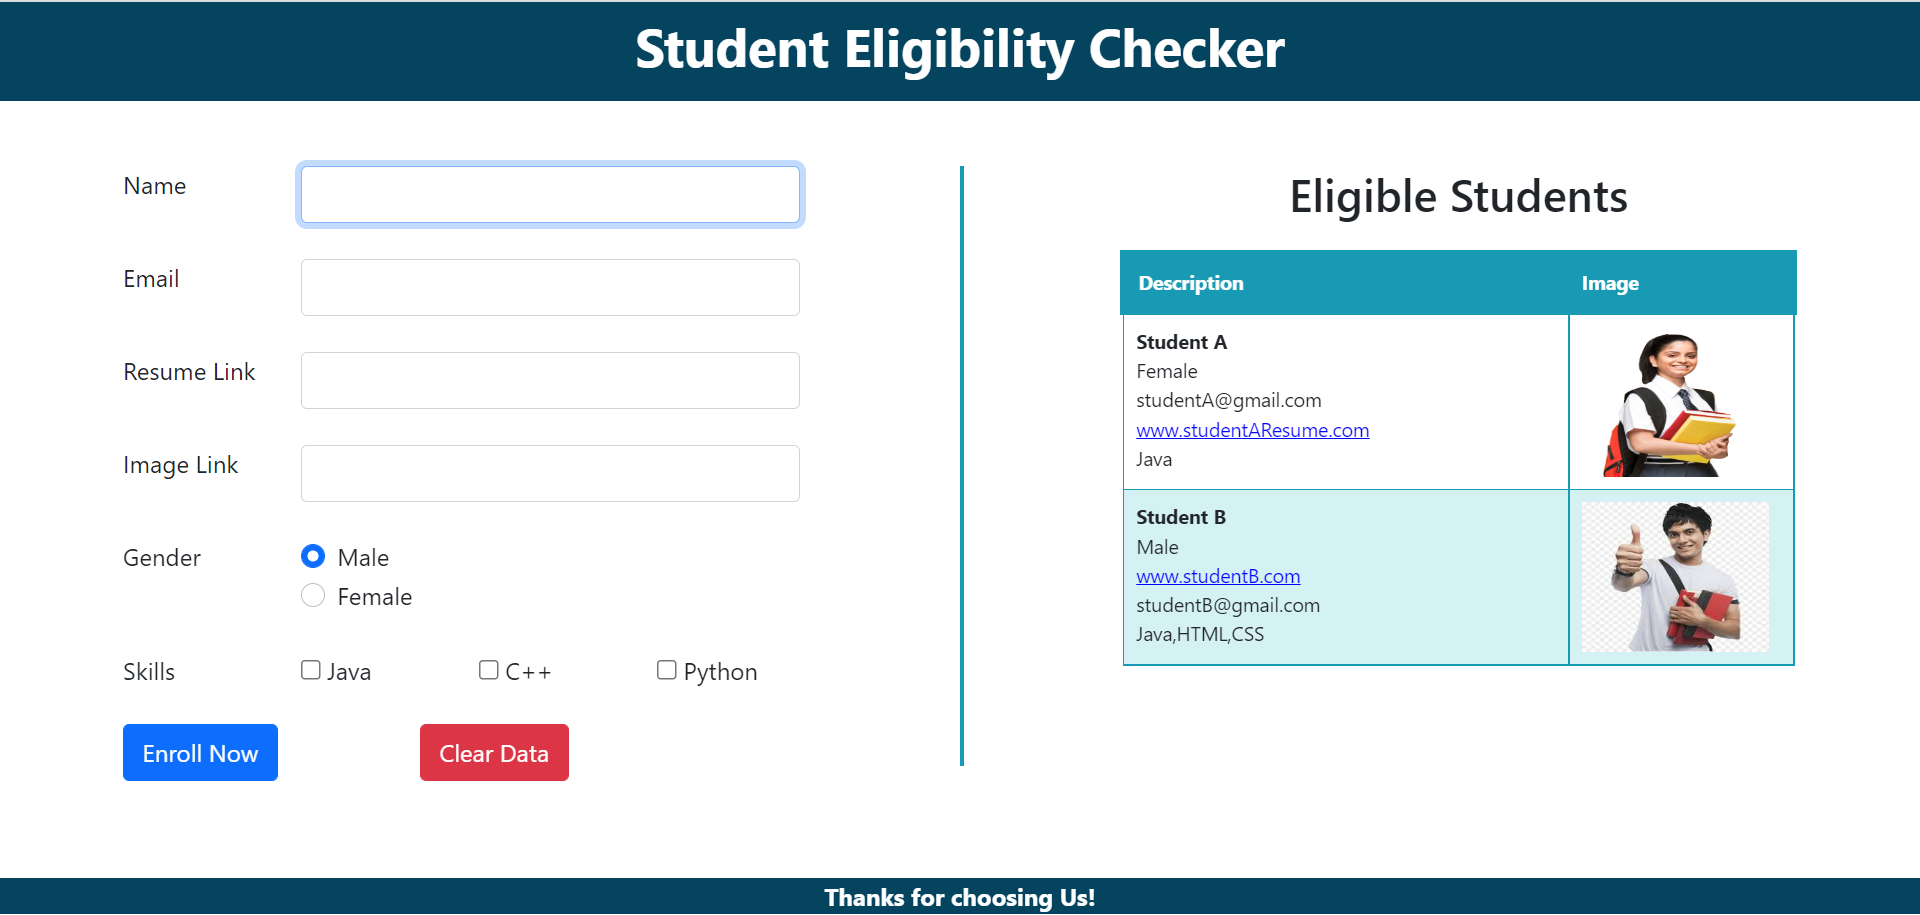 Student Eligibility Checker
Name
Email
Resume Link
Image Link
Gender
Male
Female
Skills
Java
C++
Python
Enroll Now
Clear Data
Eligible Students
Description
Image
Student A
Female
studentA@gmail.com
www.studentAResume.com
Java
Student B
Male
www.studentB.com
studentB@gmail.com
Java,HTML,CSS
Thanks for choosing Us!